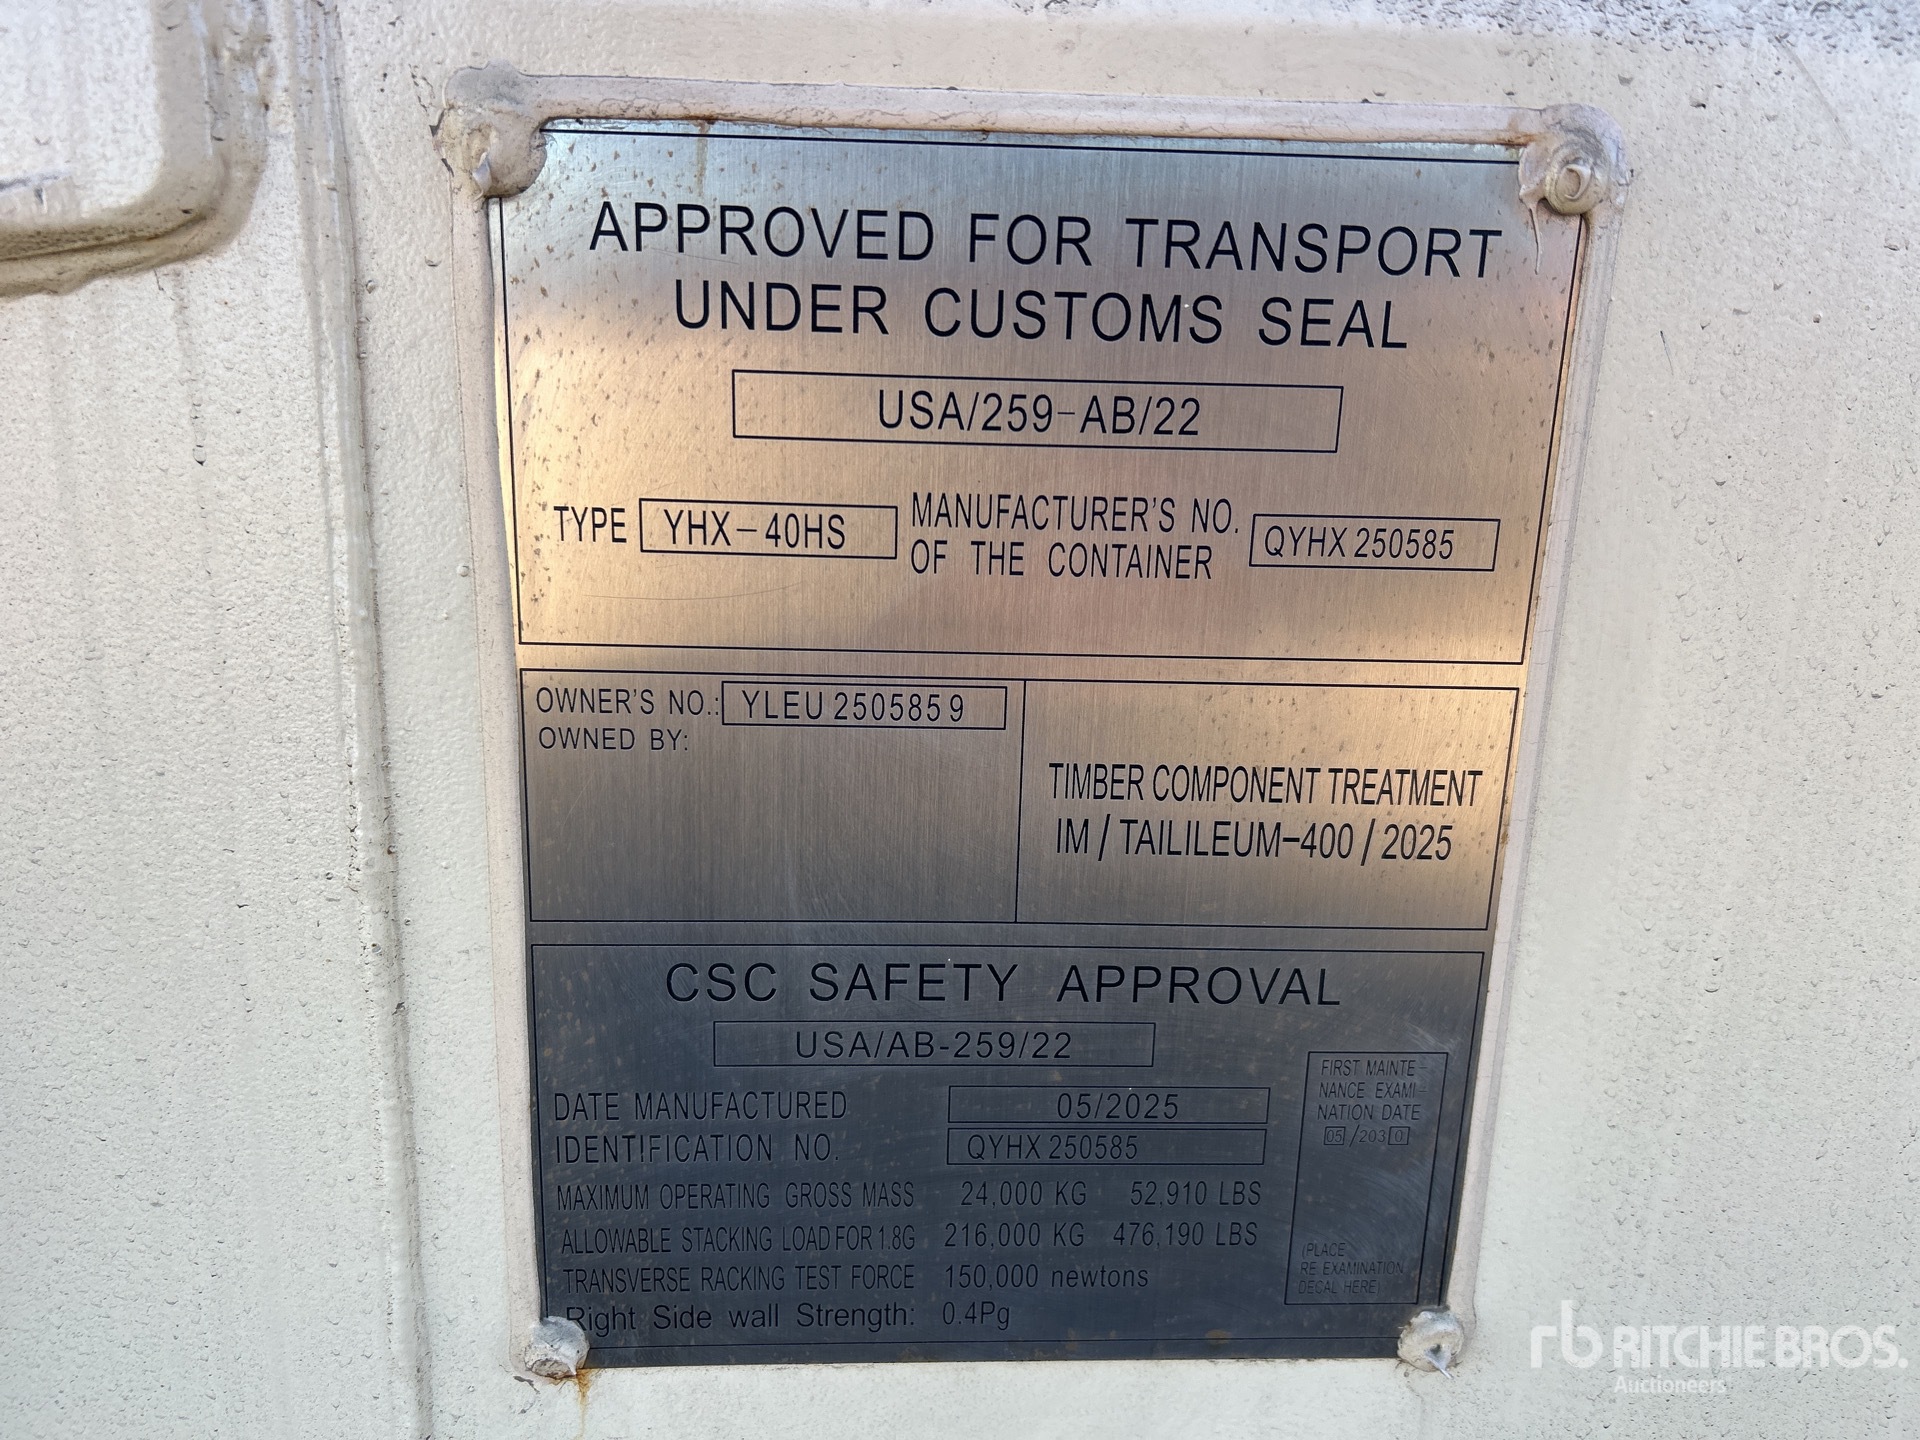 APPROVED FOR TRANSPORT
UNDER CUSTOMS SEAL
USA/259-AB/22
TYPE YHX-40HS MANUFACTURER'S NO. OF THE CONTAINER QYHX 250585
OWNER'S NO.: YLEU 250585 9
OWNED BY:
TIMBER COMPONENT TREATMENT
IM / TAILILEUM-400 / 2025
CSC SAFETY APPROVAL
USA/AB-259/22
DATE MANUFACTURED 05/2025
IDENTIFICATION NO. QYHX 250585
MAXIMUM OPERATING GROSS MASS 24,000 KG 52,910 LBS
ALLOWABLE STACKING LOAD FOR 1.8G 216,000 KG 476,190 LBS
TRANSVERSE RACKING TEST FORCE 150,000 newtons
Right Side wall Strength: 0.4Pg
FIRST MAINTE-
NANCE EXAMI-
NATION DATE
05/2030
(PLACE
RE EXAMINATION
DECAL HERE)
rb RITCHIE BROS.
Auctioneers